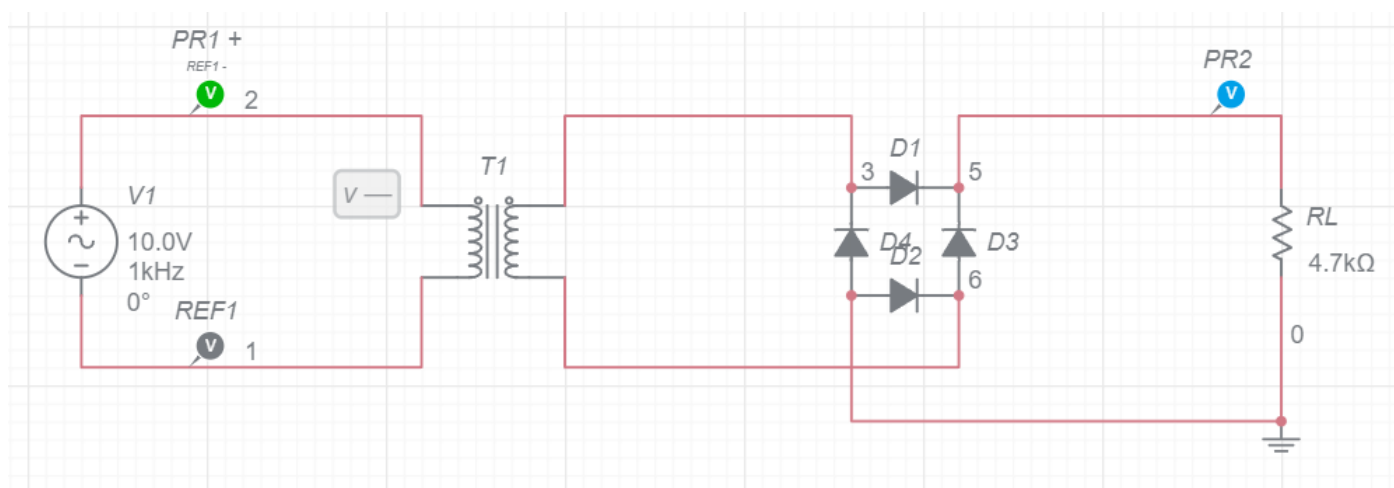 PR1 +
REF1 -
V
2
PR2
V
T1
D1
3
5
V1
V —
+
10.0V
1kHz
0°
D4
D2
D3
RL
4.7kΩ
6
REF1
V
1
0